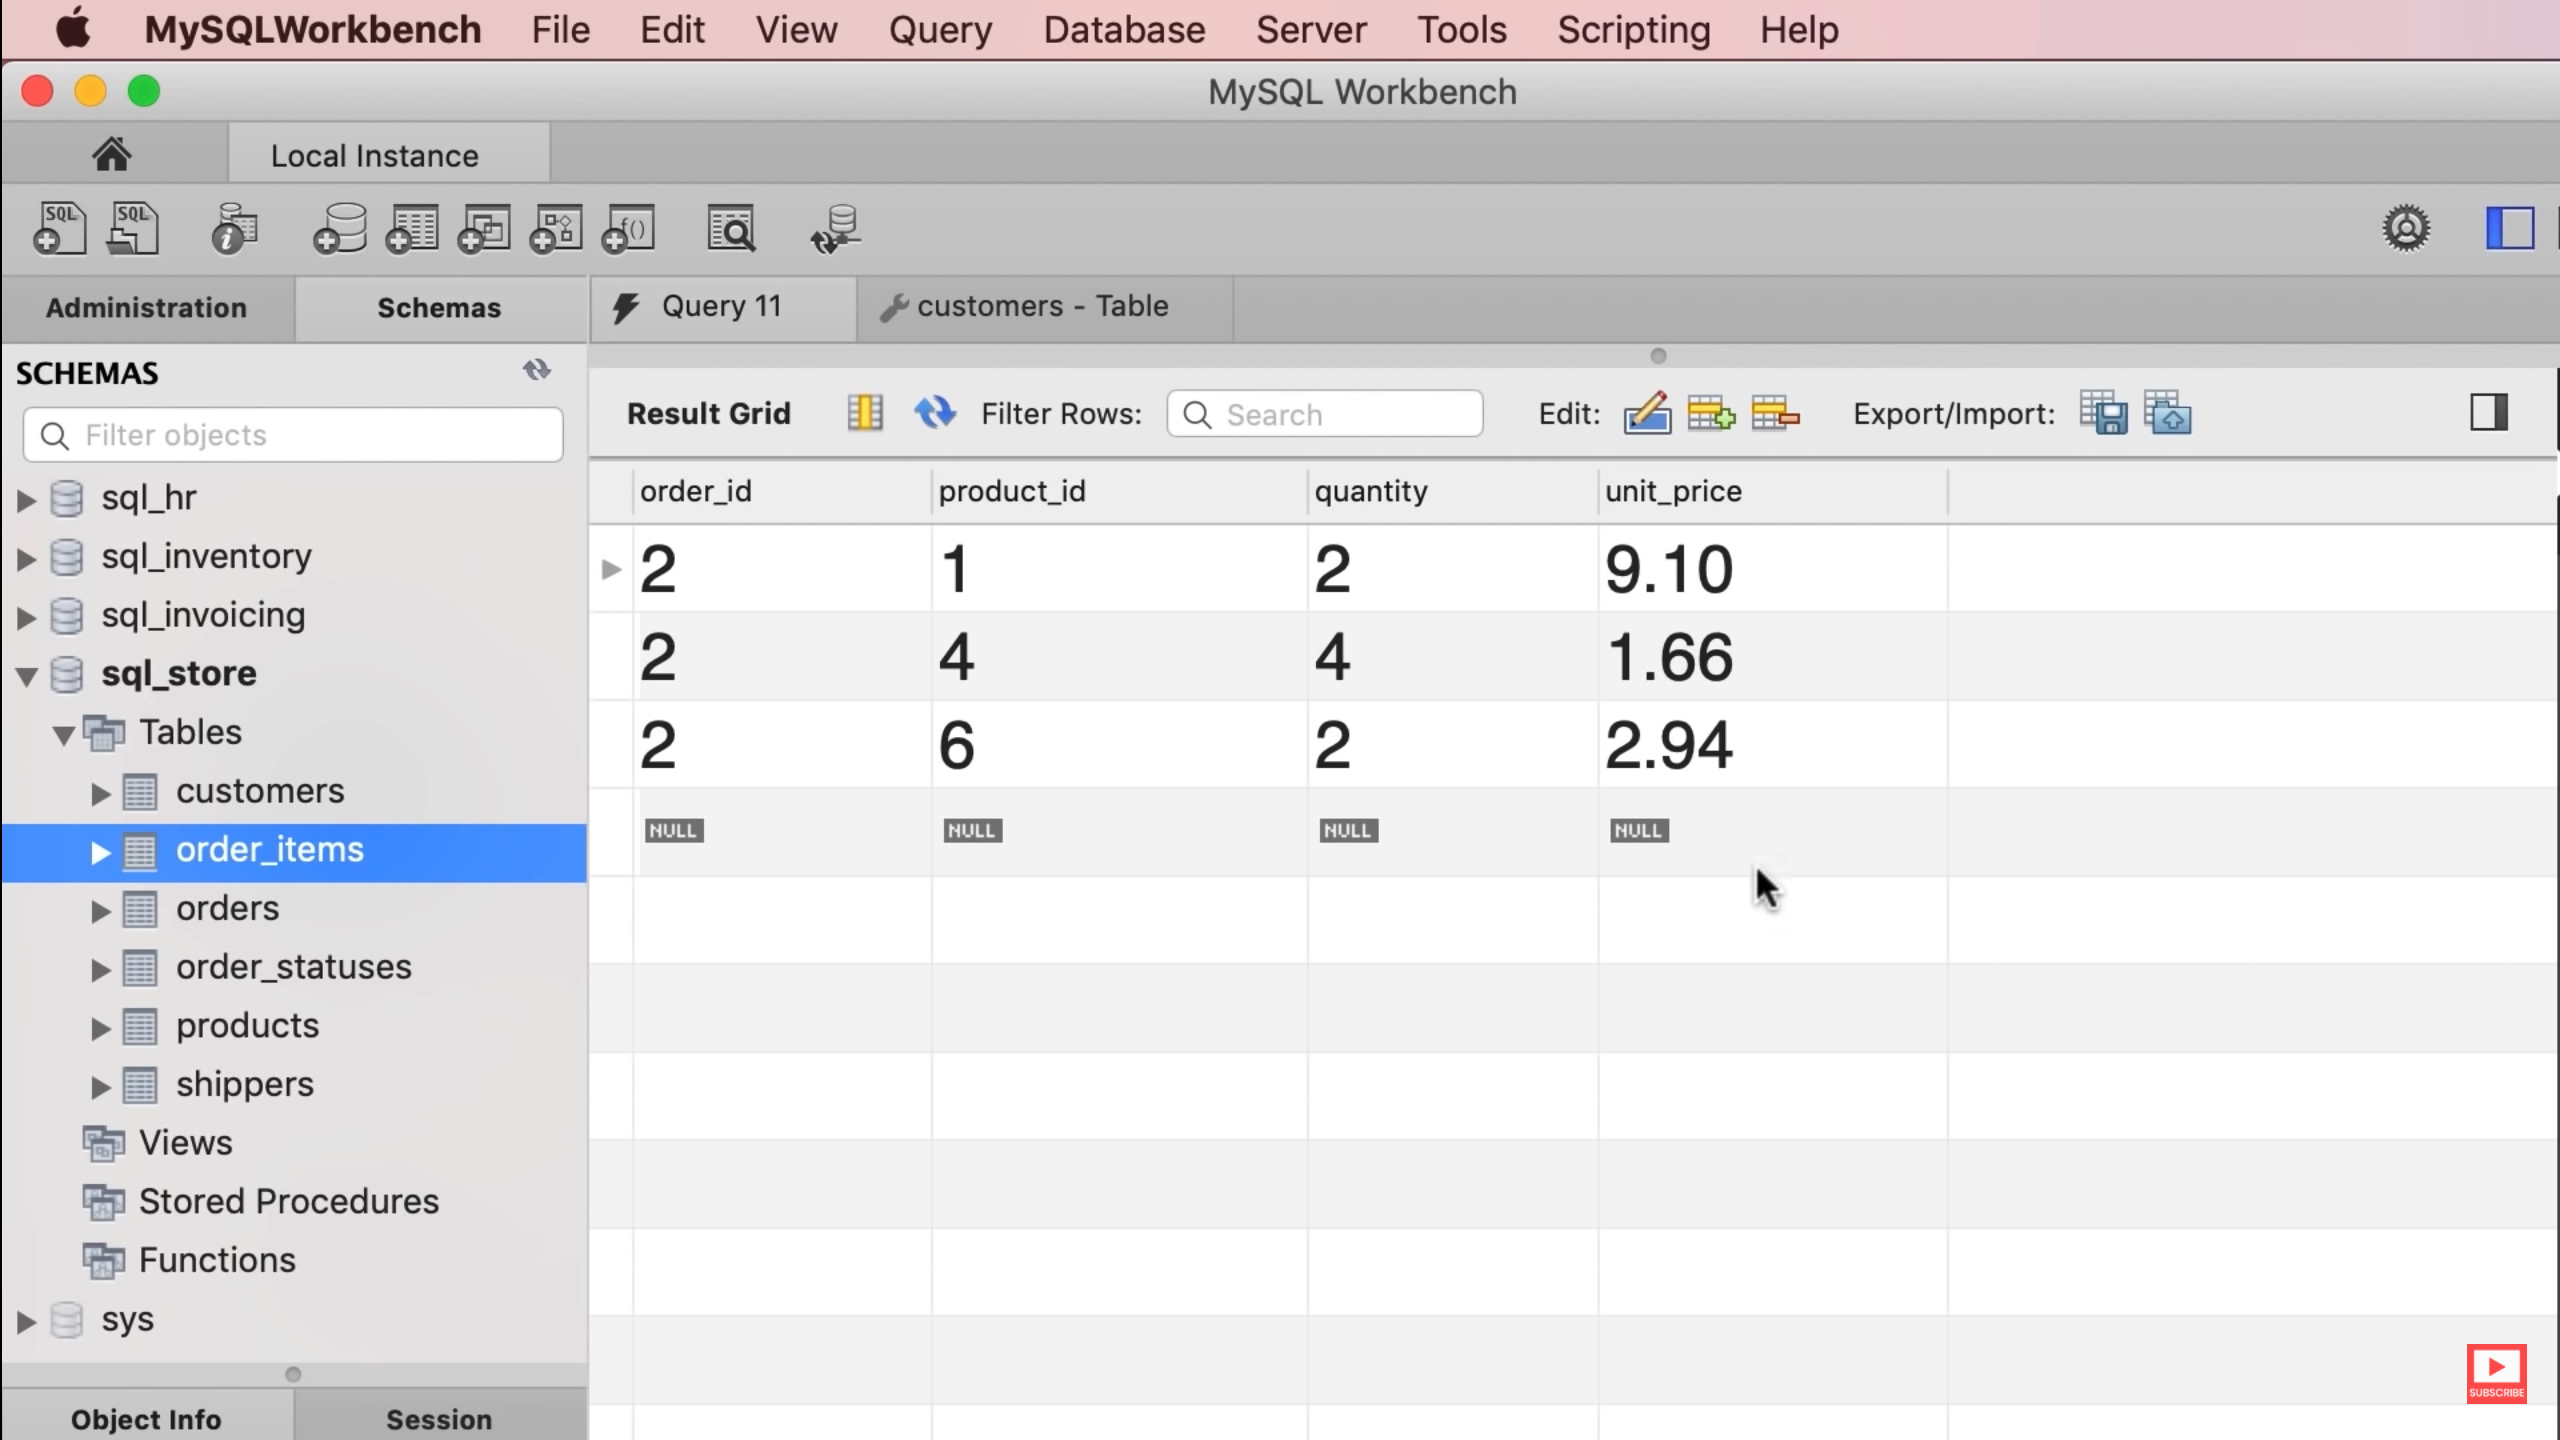 MySQLWorkbench File Edit View Query Database Server Tools Scripting Help
MySQL Workbench
Local Instance
SQL SQL f()
Administration Schemas Query 11 customers - Table
SCHEMAS
Filter objects
Result Grid Filter Rows: Search Edit: Export/Import:
sql_hr
sql_inventory
sql_invoicing
sql_store
Tables
customers
order_items
orders
order_statuses
products
shippers
Views
Stored Procedures
Functions
sys
Object Info Session
order_id product_id quantity unit_price
2 1 2 9.10
2 4 4 1.66
2 6 2 2.94
NULL NULL NULL NULL
SUBSCRIBE